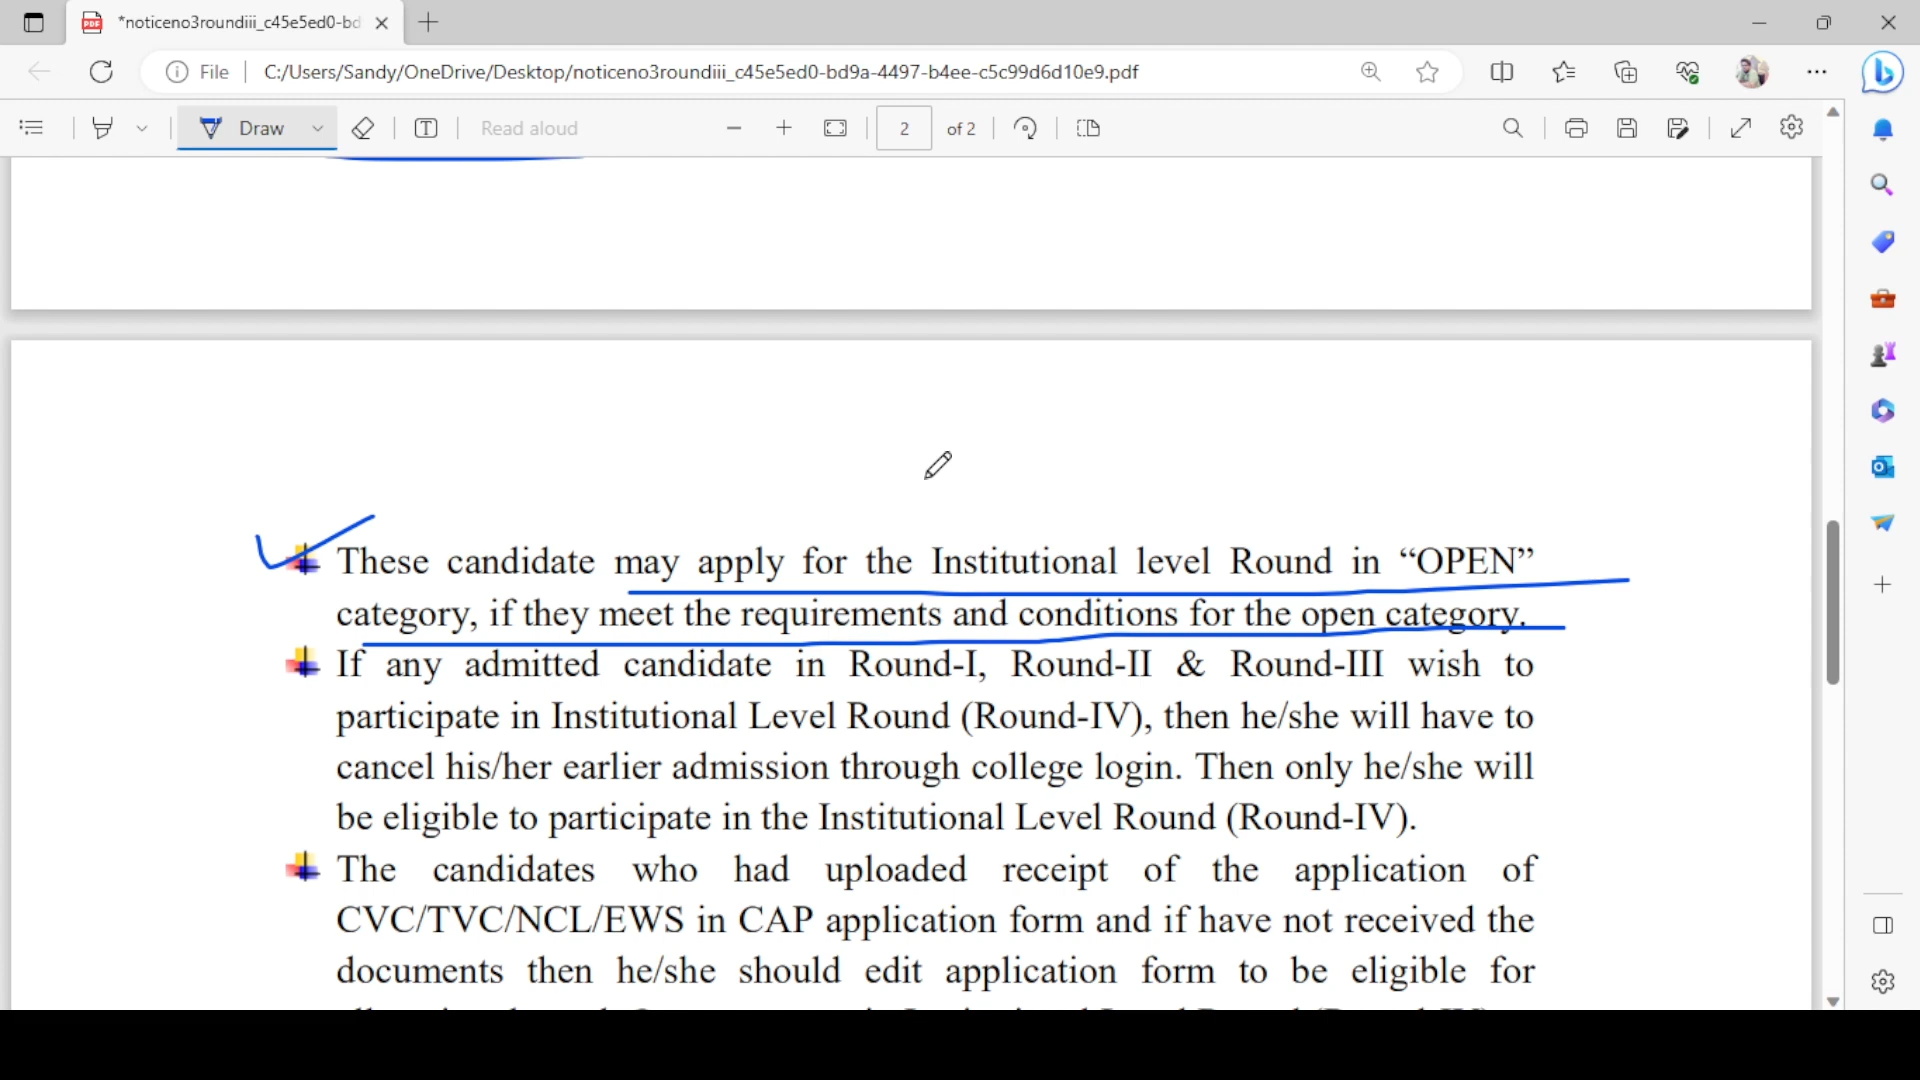 *noticeno3roundiii_c45e5ed0-bd
File C:/Users/Sandy/OneDrive/Desktop/noticeno3roundiii_c45e5ed0-bd9a-4497-b4ee-c5c99d6d10e9.pdf
Draw Read aloud 2 of 2
These candidate may apply for the Institutional level Round in “OPEN”
category, if they meet the requirements and conditions for the open category.
If any admitted candidate in Round-I, Round-II & Round-III wish to
participate in Institutional Level Round (Round-IV), then he/she will have to
cancel his/her earlier admission through college login. Then only he/she will
be eligible to participate in the Institutional Level Round (Round-IV).
The candidates who had uploaded receipt of the application of
CVC/TVC/NCL/EWS in CAP application form and if have not received the
documents then he/she should edit application form to be eligible for